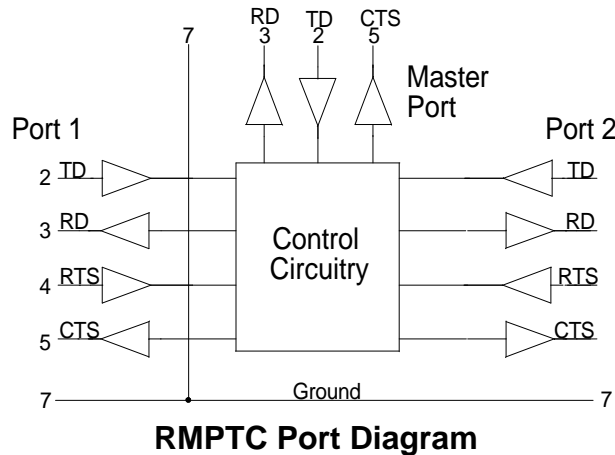 RD TD CTS
7 3 2 5
Master
Port
Port 1 Port 2
2 TD TD
3 RD RD
Control
Circuitry
4 RTS RTS
5 CTS CTS
7 Ground 7
RMPTC Port Diagram